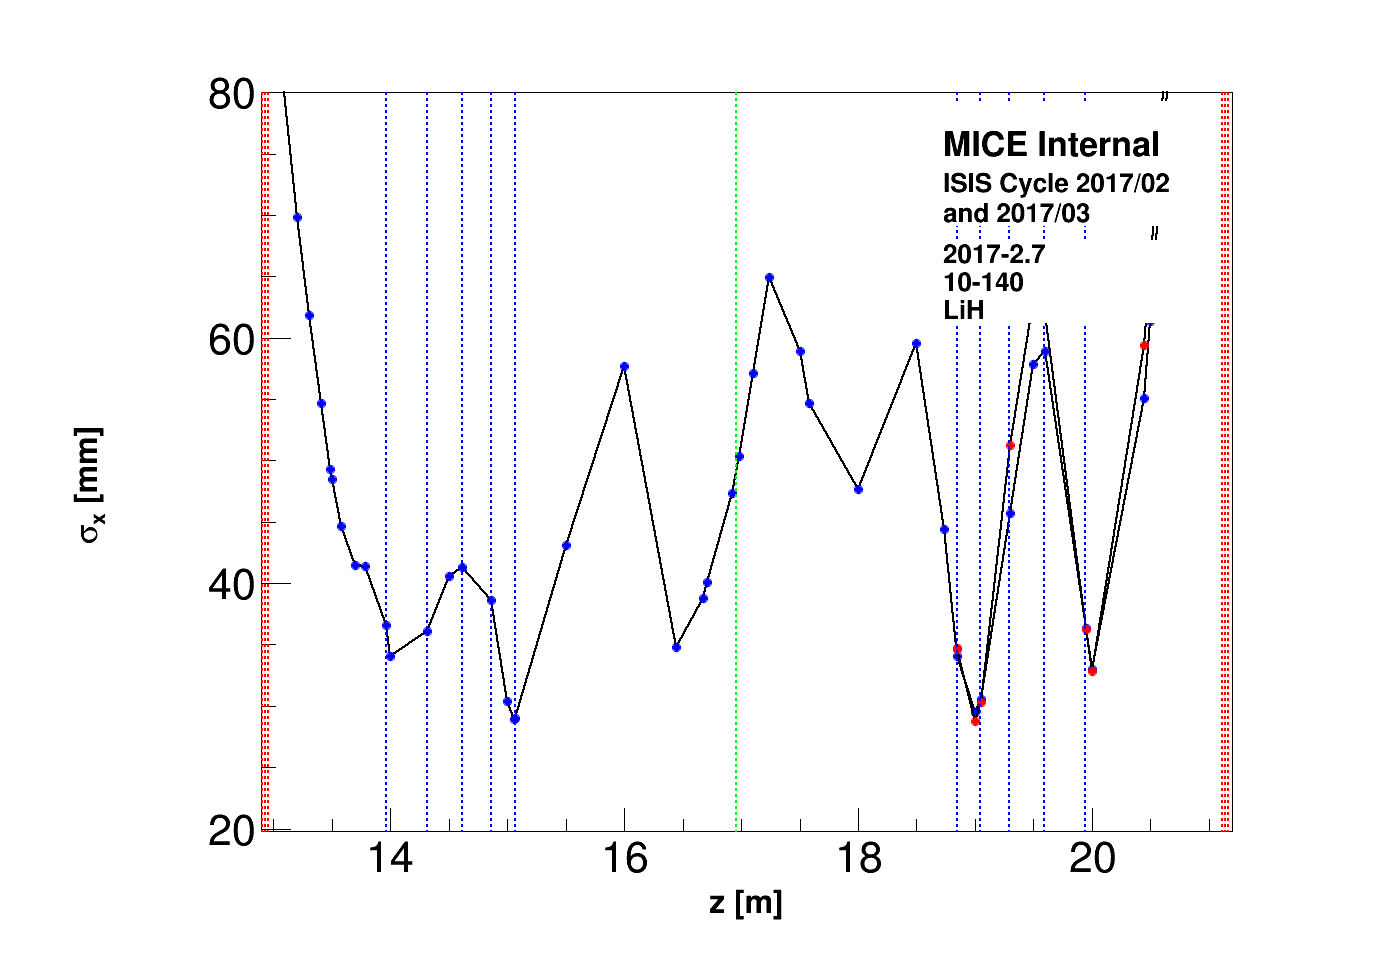 80
60
40
20
σx [mm]
MICE Internal
ISIS Cycle 2017/02
and 2017/03
2017-2.7
10-140
LiH
14 16 18 20
z [m]